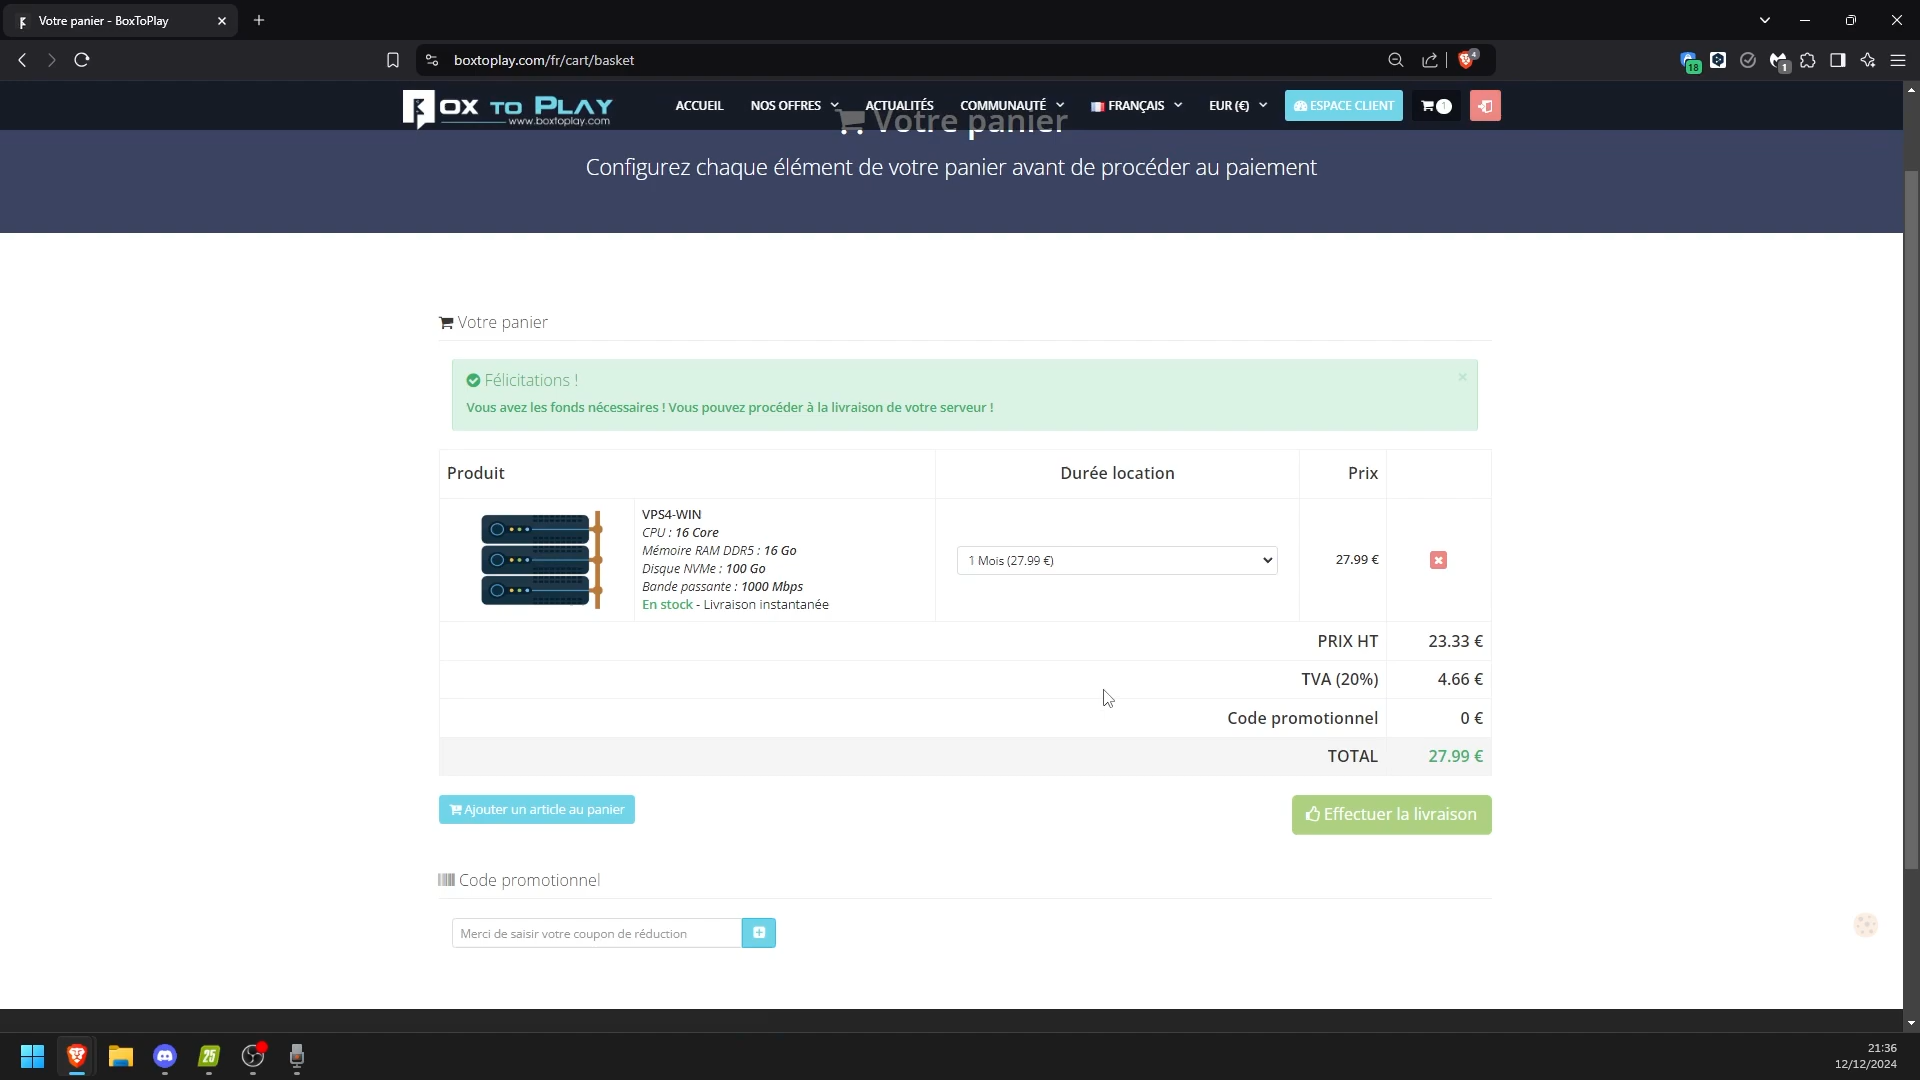 Votre panier - BoxToPlay
boxtoplay.com/fr/cart/basket
4
18
1
BOX TO PLAY
www.boxtoplay.com
ACCUEIL
NOS OFFRES
ACTUALITÉS
COMMUNAUTÉ
FRANÇAIS
EUR (€)
ESPACE CLIENT
1
Votre panier
Configurez chaque élément de votre panier avant de procéder au paiement
Votre panier
Félicitations !
Vous avez les fonds nécessaires ! Vous pouvez procéder à la livraison de votre serveur !
Produit
Durée location
Prix
VPS4-WIN
CPU : 16 Core
Mémoire RAM DDR5 : 16 Go
Disque NVMe : 100 Go
Bande passante : 1000 Mbps
En stock - Livraison instantanée
1 Mois (27.99 €)
27.99 €
PRIX HT
23.33 €
TVA (20%)
4.66 €
Code promotionnel
0 €
TOTAL
27.99 €
Ajouter un article au panier
Effectuer la livraison
Code promotionnel
Merci de saisir votre coupon de réduction
25
21:36
12/12/2024